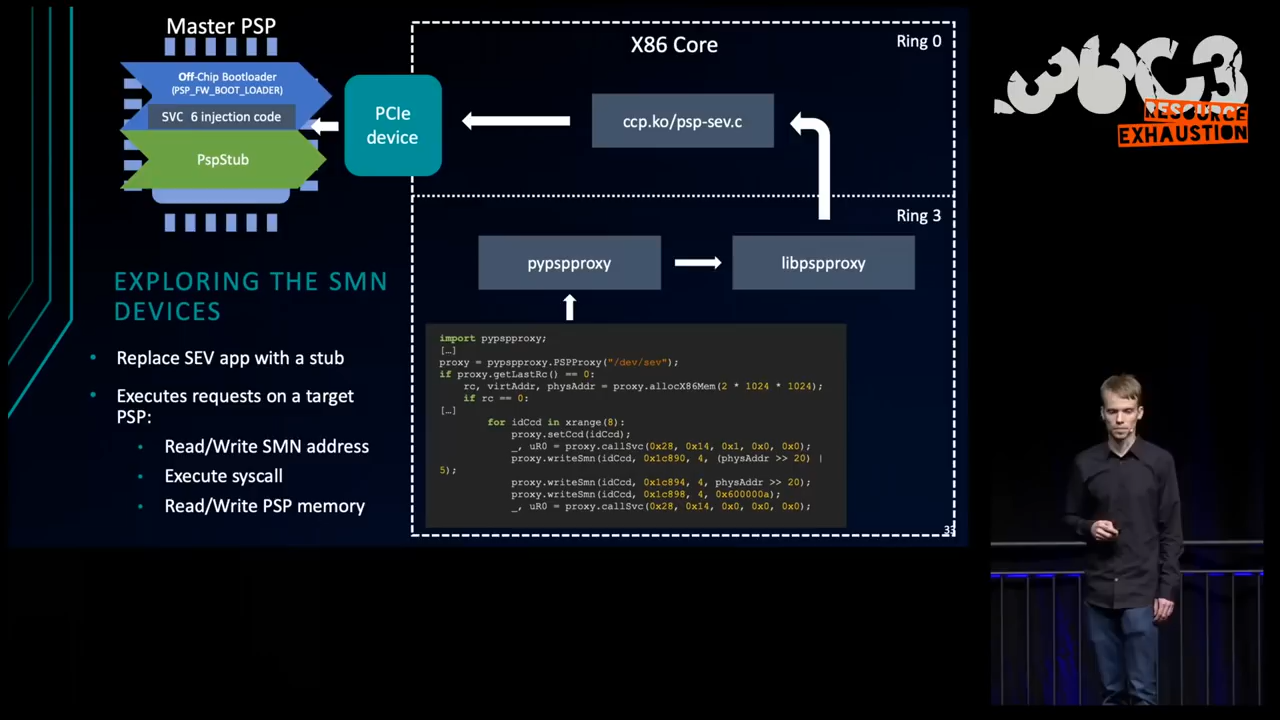 Master PSP
Off-Chip Bootloader
(PSP_FW_BOOT_LOADER)
SVC 6 injection code
PspStub
PCIe
device
X86 Core
Ring 0
ccp.ko/psp-sev.c
Ring 3
pypspproxy
libpspproxy
EXPLORING THE SMN
DEVICES
• Replace SEV app with a stub
• Executes requests on a target
PSP:
• Read/Write SMN address
• Execute syscall
• Read/Write PSP memory
import pypspproxy;
[…]
proxy = pypspproxy.PSPProxy("/dev/sev");
if proxy.getLastRc() == 0:
rc, virtAddr, physAddr = proxy.allocX86Mem(2 * 1024 * 1024);
if rc == 0:
[…]
for idCcd in xrange(8):
proxy.setCcd(idCcd);
_, uR0 = proxy.callSvc(0x28, 0x14, 0x1, 0x0, 0x0);
proxy.writeSmn(idCcd, 0x1c890, 4, (physAddr >> 20) |
5);
proxy.writeSmn(idCcd, 0x1c894, 4, physAddr >> 20);
proxy.writeSmn(idCcd, 0x1c898, 4, 0x600000a);
_, uR0 = proxy.callSvc(0x28, 0x14, 0x0, 0x0, 0x0);
33
36C3
RESOURCE
EXHAUSTION